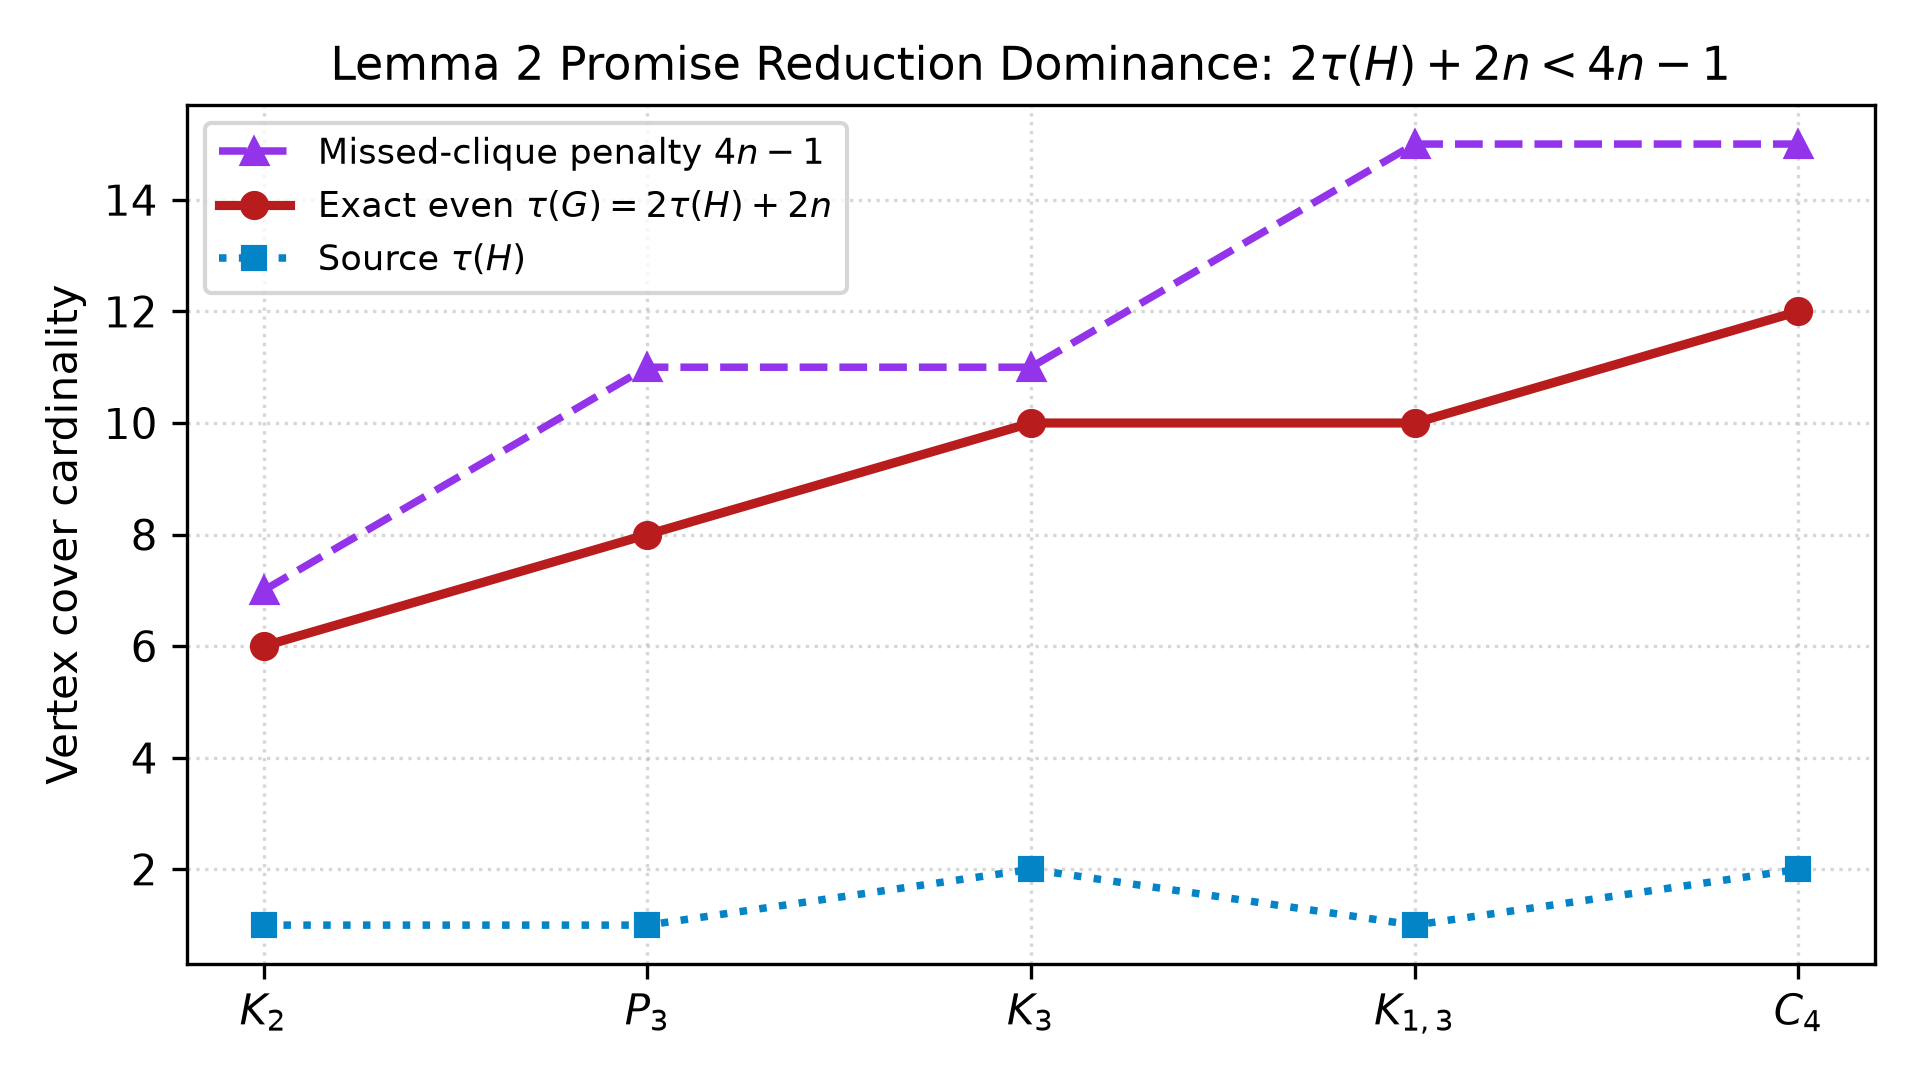 Lemma 2 Promise Reduction Dominance: 2τ(H) + 2n < 4n − 1
Missed-clique penalty 4n − 1
Exact even τ(G) = 2τ(H) + 2n
Source τ(H)
Vertex cover cardinality
14
12
10
8
6
4
2
K₂ P₃ K₃ K₁,₃ C₄